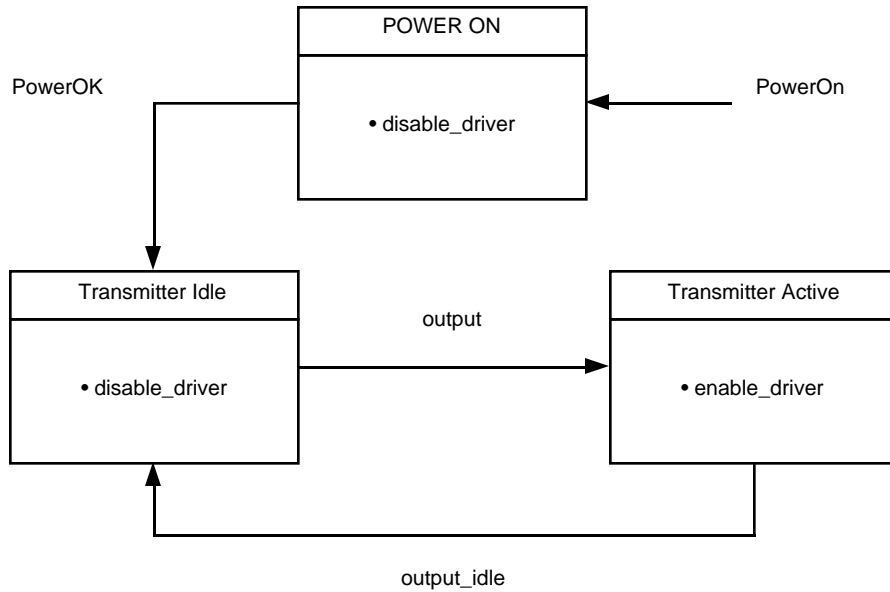 POWER ON
PowerOK
PowerOn
• disable_driver
Transmitter Idle
Transmitter Active
output
• disable_driver
• enable_driver
output_idle